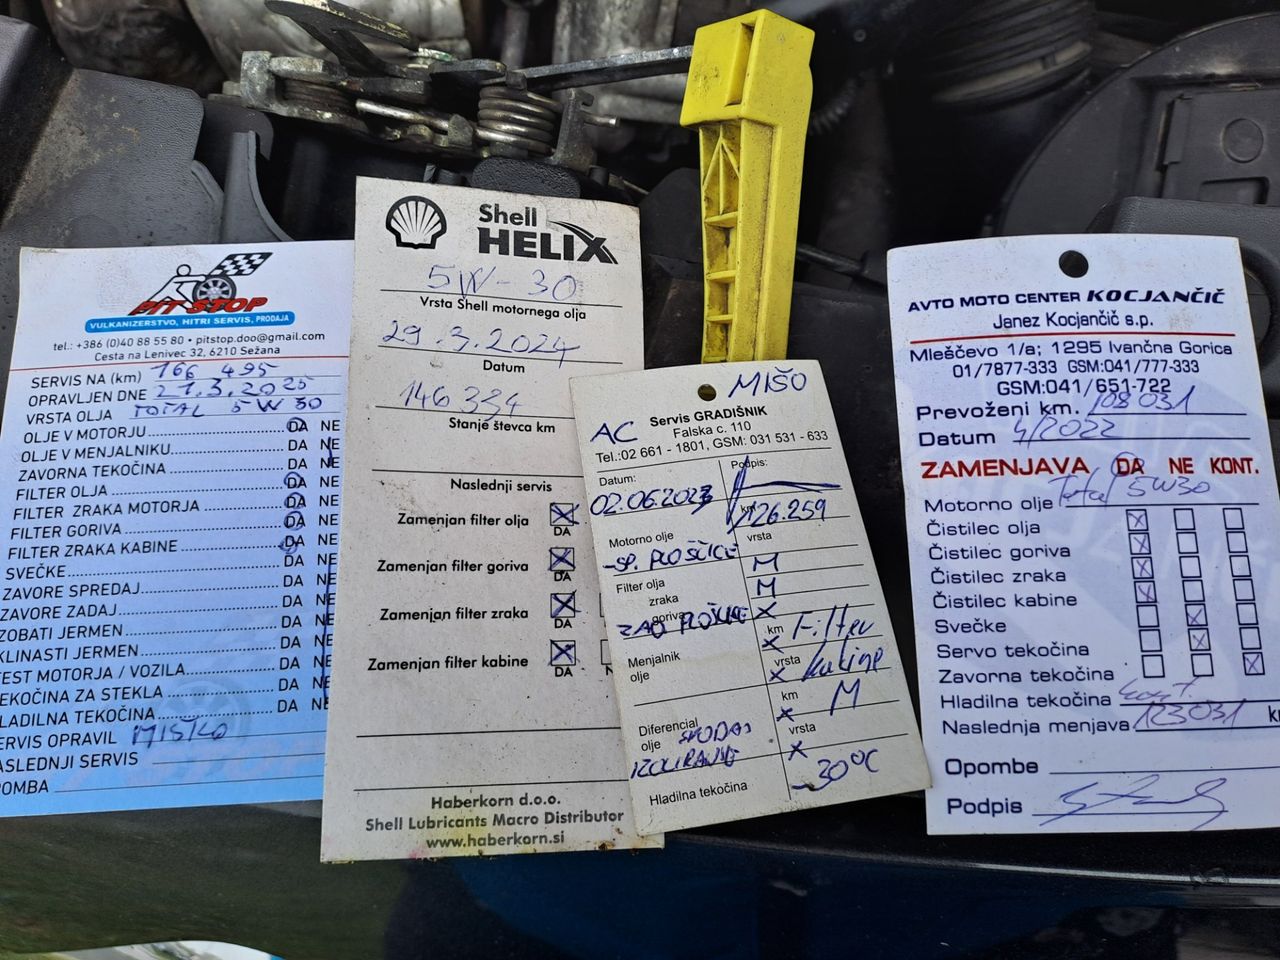 PIT STOP
VULKANIZERSTVO, HITRI SERVIS, PRODAJA
tel.: +386 (0)40 88 55 80 • pitstop.doo@gmail.com
Cesta na Lenivec 32, 6210 Sežana
SERVIS NA (km) 166 495
OPRAVLJEN DNE 21.3.2025
VRSTA OLJA TOTAL 5W30
OLJE V MOTORJU DA NE
OLJE V MENJALNIKU DA NE
ZAVORNA TEKOČINA DA NE
FILTER OLJA DA NE
FILTER ZRAKA MOTORJA DA NE
FILTER GORIVA DA NE
FILTER ZRAKA KABINE DA NE
SVEČKE DA NE
ZAVORE SPREDAJ DA NE
ZAVORE ZADAJ DA NE
ZOBATI JERMEN DA NE
KLINASTI JERMEN DA NE
TEST MOTORJA / VOZILA DA NE
TEKOČINA ZA STEKLA DA NE
HLADILNA TEKOČINA DA NE
SERVIS OPRAVIL MIŠKO
NASLEDNJI SERVIS
OPOMBA
Shell
HELIX
5W-30
Vrsta Shell motornega olja
29.3.2024
Datum
146 334
Stanje števca km
Naslednji servis
Zamenjan filter olja
DA
Zamenjan filter goriva
DA
Zamenjan filter zraka
DA
Zamenjan filter kabine
DA N
Haberkorn d.o.o.
Shell Lubricants Macro Distributor
www.haberkorn.si
MIŠO
AC
Servis GRADIŠNIK
Falska c. 110
Tel.:02 661 - 1801, GSM: 031 531 - 633
Datum: Podpis:
02.06.2023
km 126.259
Motorno olje vrsta
-SP. PLOŠČICE M
Filter olja M
zraka X
goriva
ZAD PLOŠČICE
km Filter
Menjalnik vrsta kabine
olje X
km M
X
Diferencial vrsta
olje
IZOLIRANJE X
Hladilna tekočina -30°C
AVTO MOTO CENTER KOCJANČIČ
Janez Kocjančič s.p.
Mleščevo 1/a; 1295 Ivančna Gorica
01/7877-333 GSM:041/777-333
GSM:041/651-722
Prevoženi km. 108 031
Datum 4/2022
ZAMENJAVA DA NE KONT.
Motorno olje Total 5W30
Čistilec olja
Čistilec goriva
Čistilec zraka
Čistilec kabine
Svečke
Servo tekočina
Zavorna tekočina
Hladilna tekočina
Naslednja menjava 123031 k
Opombe
Podpis